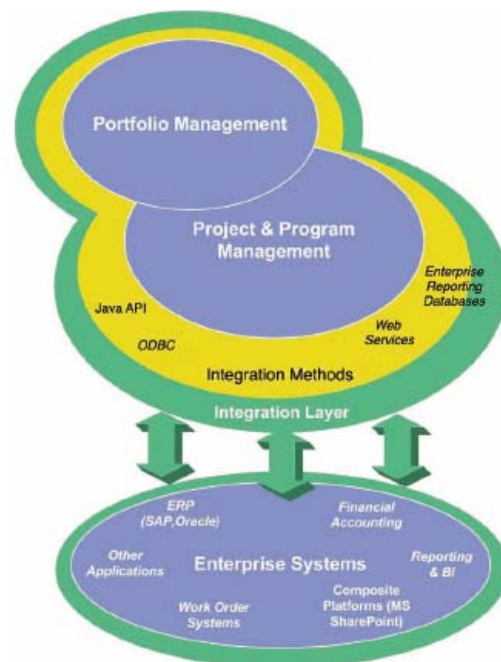 Portfolio Management
Project & Program
Management
Enterprise
Reporting
Databases
Java API
ODBC
Web
Services
Integration Methods
Integration Layer
ERP
(SAP,Oracle)
Financial
Accounting
Other
Applications
Enterprise Systems
Reporting
& BI
Work Order
Systems
Composite
Platforms (MS
SharePoint)